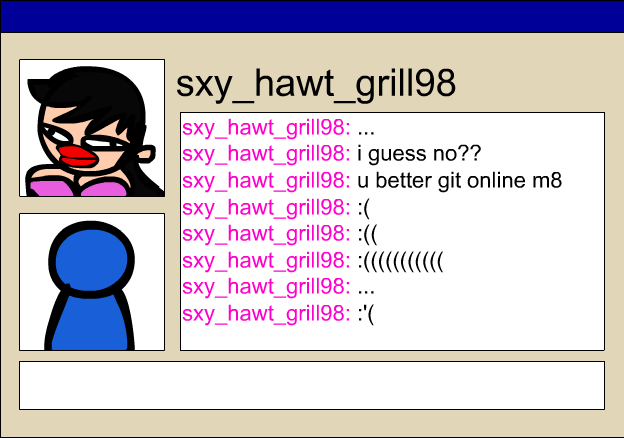 sxy_hawt_grill98
sxy_hawt_grill98: ...
sxy_hawt_grill98: i guess no??
sxy_hawt_grill98: u better git online m8
sxy_hawt_grill98: :(
sxy_hawt_grill98: :((
sxy_hawt_grill98: :(((((((((((
sxy_hawt_grill98: ...
sxy_hawt_grill98: :'(